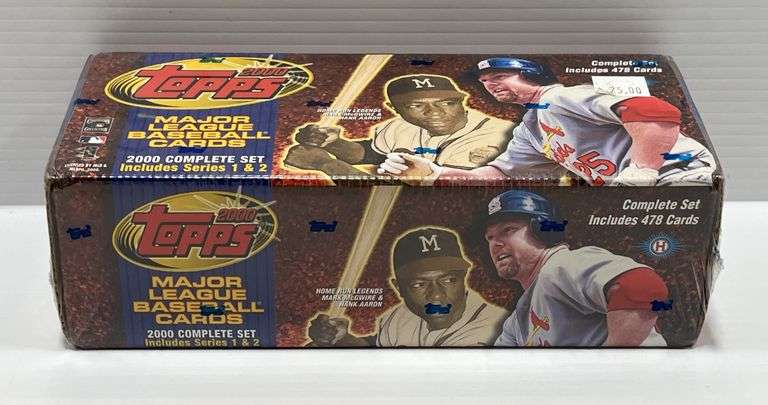 2000
Topps
MAJOR
LEAGUE
BASEBALL
CARDS
2000 COMPLETE SET
Includes Series 1 & 2
HOME RUN LEGENDS
MARK McGWIRE &
HANK AARON
M
Complete Set
Includes 478 Cards
25.00
25
2000
Topps
MAJOR
LEAGUE
BASEBALL
CARDS
2000 COMPLETE SET
Includes Series 1 & 2
HOME RUN LEGENDS
MARK McGWIRE &
HANK AARON
M
Complete Set
Includes 478 Cards
H